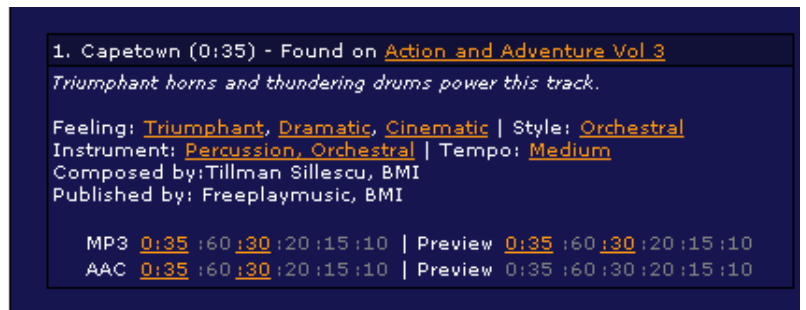 1. Capetown (0:35) - Found on Action and Adventure Vol 3
Triumphant horns and thundering drums power this track.
Feeling: Triumphant, Dramatic, Cinematic | Style: Orchestral
Instrument: Percussion, Orchestral | Tempo: Medium
Composed by:Tillman Sillescu, BMI
Published by: Freeplaymusic, BMI
MP3 0:35 :60 :30 :20 :15 :10 | Preview 0:35 :60 :30 :20 :15 :10
AAC 0:35 :60 :30 :20 :15 :10 | Preview 0:35 :60 :30 :20 :15 :10